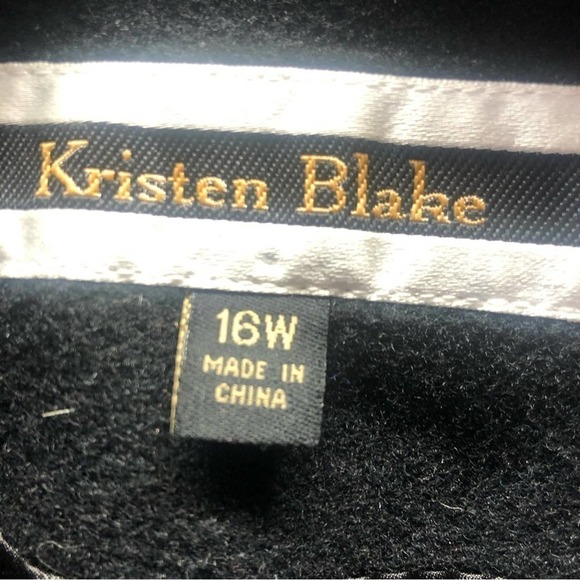 Kristen Blake
16W
MADE IN
CHINA